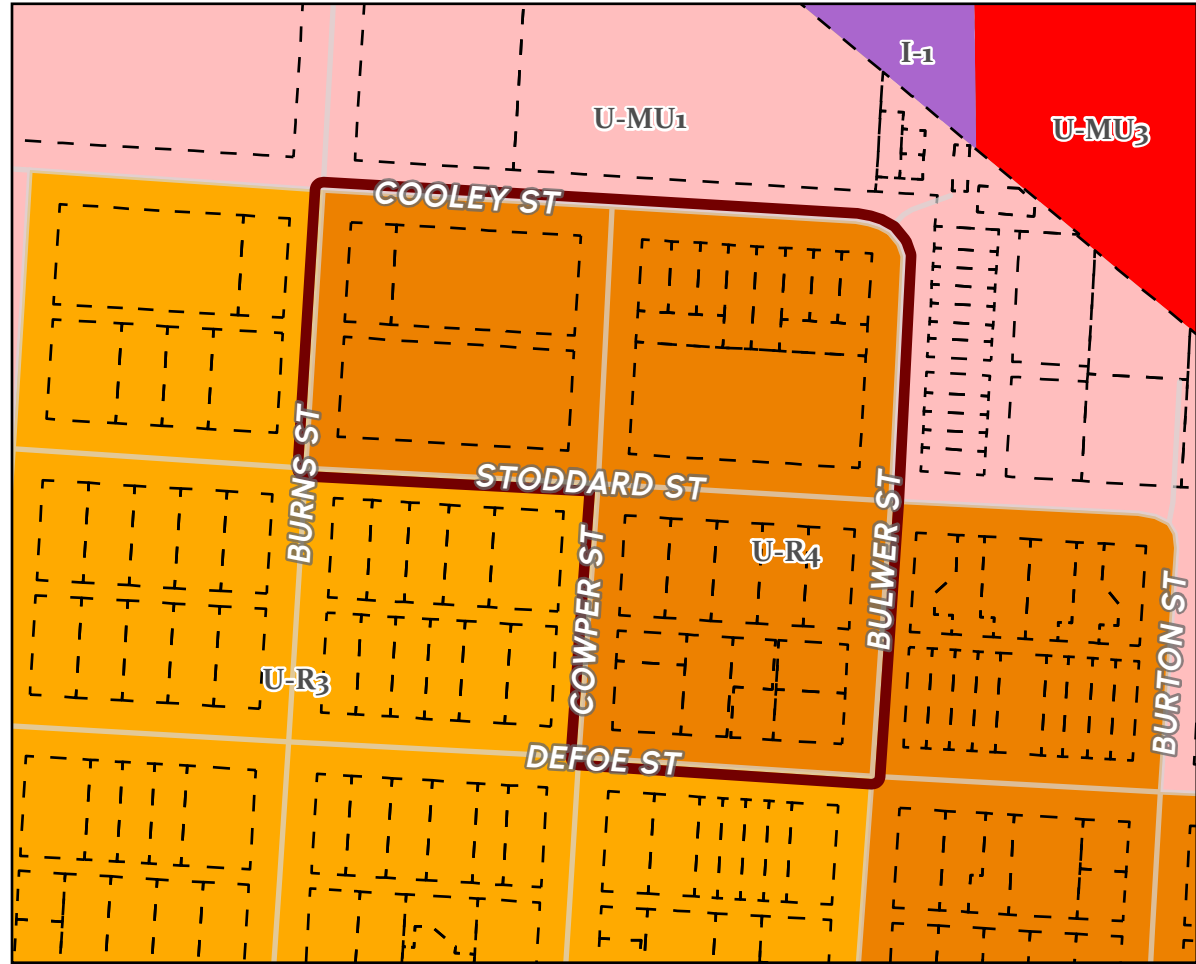 I-1
U-MU1
U-MU3
COOLEY ST
BURNS ST
STODDARD ST
COWPER ST
U-R4
BULWER ST
BURTON ST
U-R3
DEFOE ST